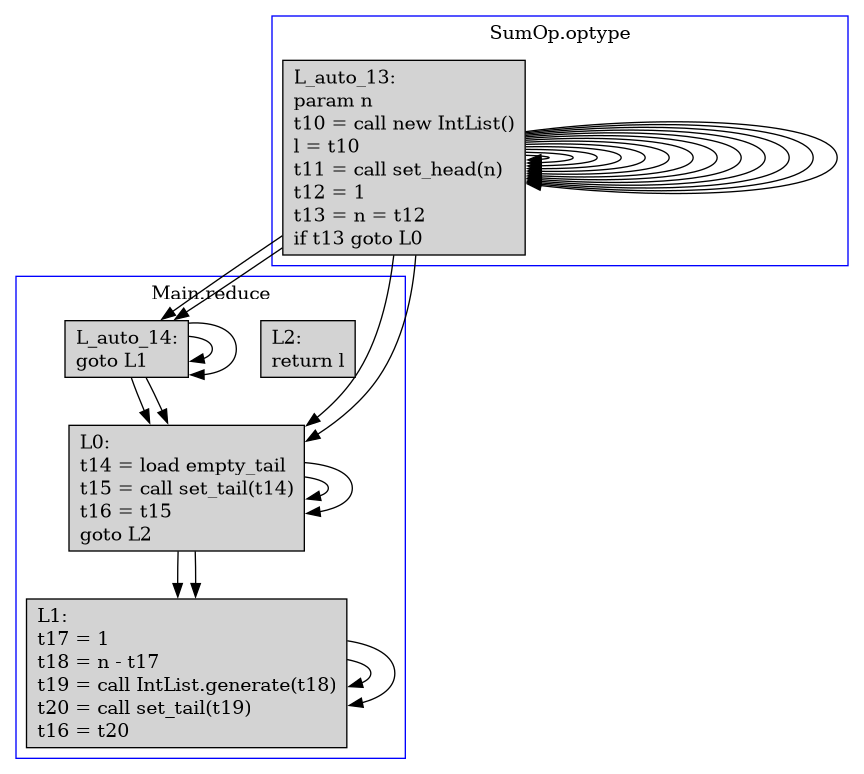 SumOp.optype
L_auto_13:
param n
t10 = call new IntList()
l = t10
t11 = call set_head(n)
t12 = 1
t13 = n = t12
if t13 goto L0
Main.reduce
L_auto_14:
goto L1
L2:
return l
L0:
t14 = load empty_tail
t15 = call set_tail(t14)
t16 = t15
goto L2
L1:
t17 = 1
t18 = n - t17
t19 = call IntList.generate(t18)
t20 = call set_tail(t19)
t16 = t20